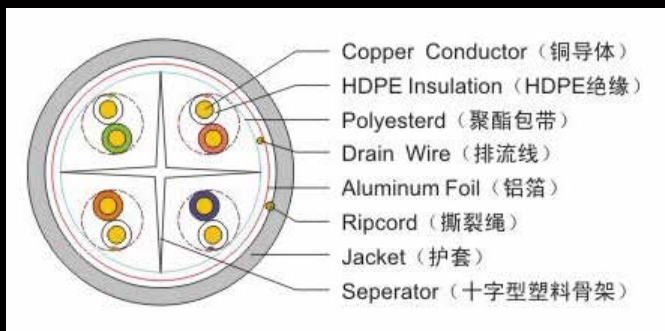 Copper Conductor（铜导体）
HDPE Insulation（HDPE绝缘）
Polyesterd（聚酯包带）
Drain Wire（排流线）
Aluminum Foil（铝箔）
Ripcord（撕裂绳）
Jacket（护套）
Seperator（十字型塑料骨架）